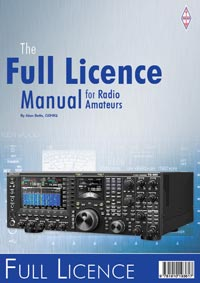 The
Full Licence
Manual for Radio
Amateurs
By Alan Betts, G0HIQ
FULL LICENCE